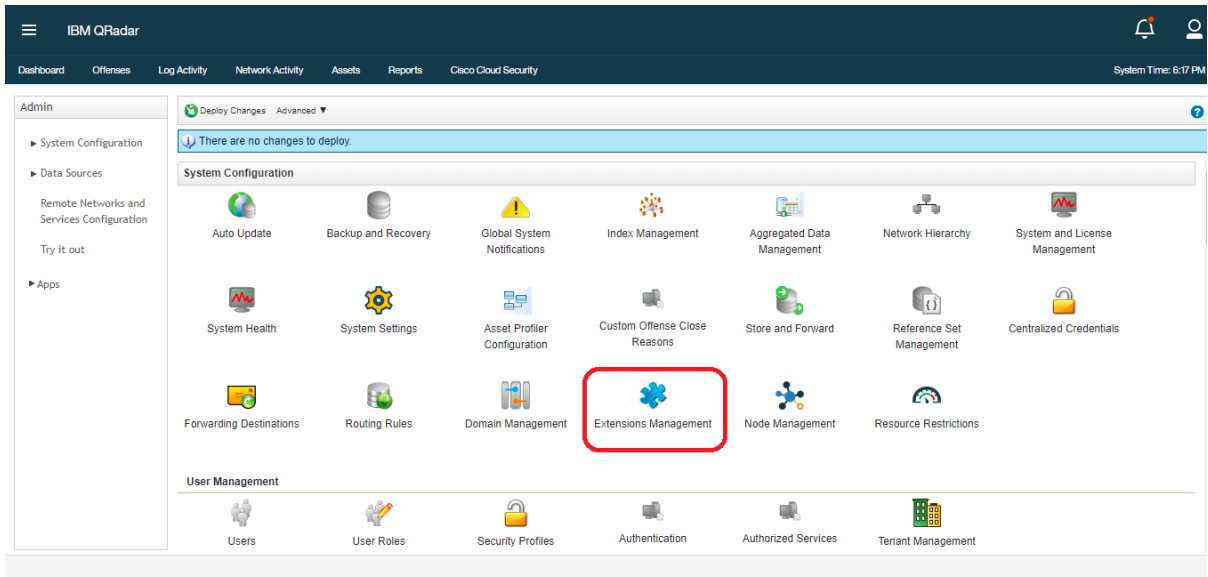 IBM QRadar
Dashboard Offenses Log Activity Network Activity Assets Reports Cisco Cloud Security System Time: 6:17 PM
Admin
System Configuration
Data Sources
Remote Networks and
Services Configuration
Try it out
Apps
Deploy Changes Advanced ▼
There are no changes to deploy.
System Configuration
Auto Update
Backup and Recovery
Global System
Notifications
Index Management
Aggregated Data
Management
Network Hierarchy
System and License
Management
System Health
System Settings
Asset Profiler
Configuration
Custom Offense Close
Reasons
Store and Forward
Reference Set
Management
Centralized Credentials
Forwarding Destinations
Routing Rules
Domain Management
Extensions Management
Node Management
Resource Restrictions
User Management
Users
User Roles
Security Profiles
Authentication
Authorized Services
Tenant Management